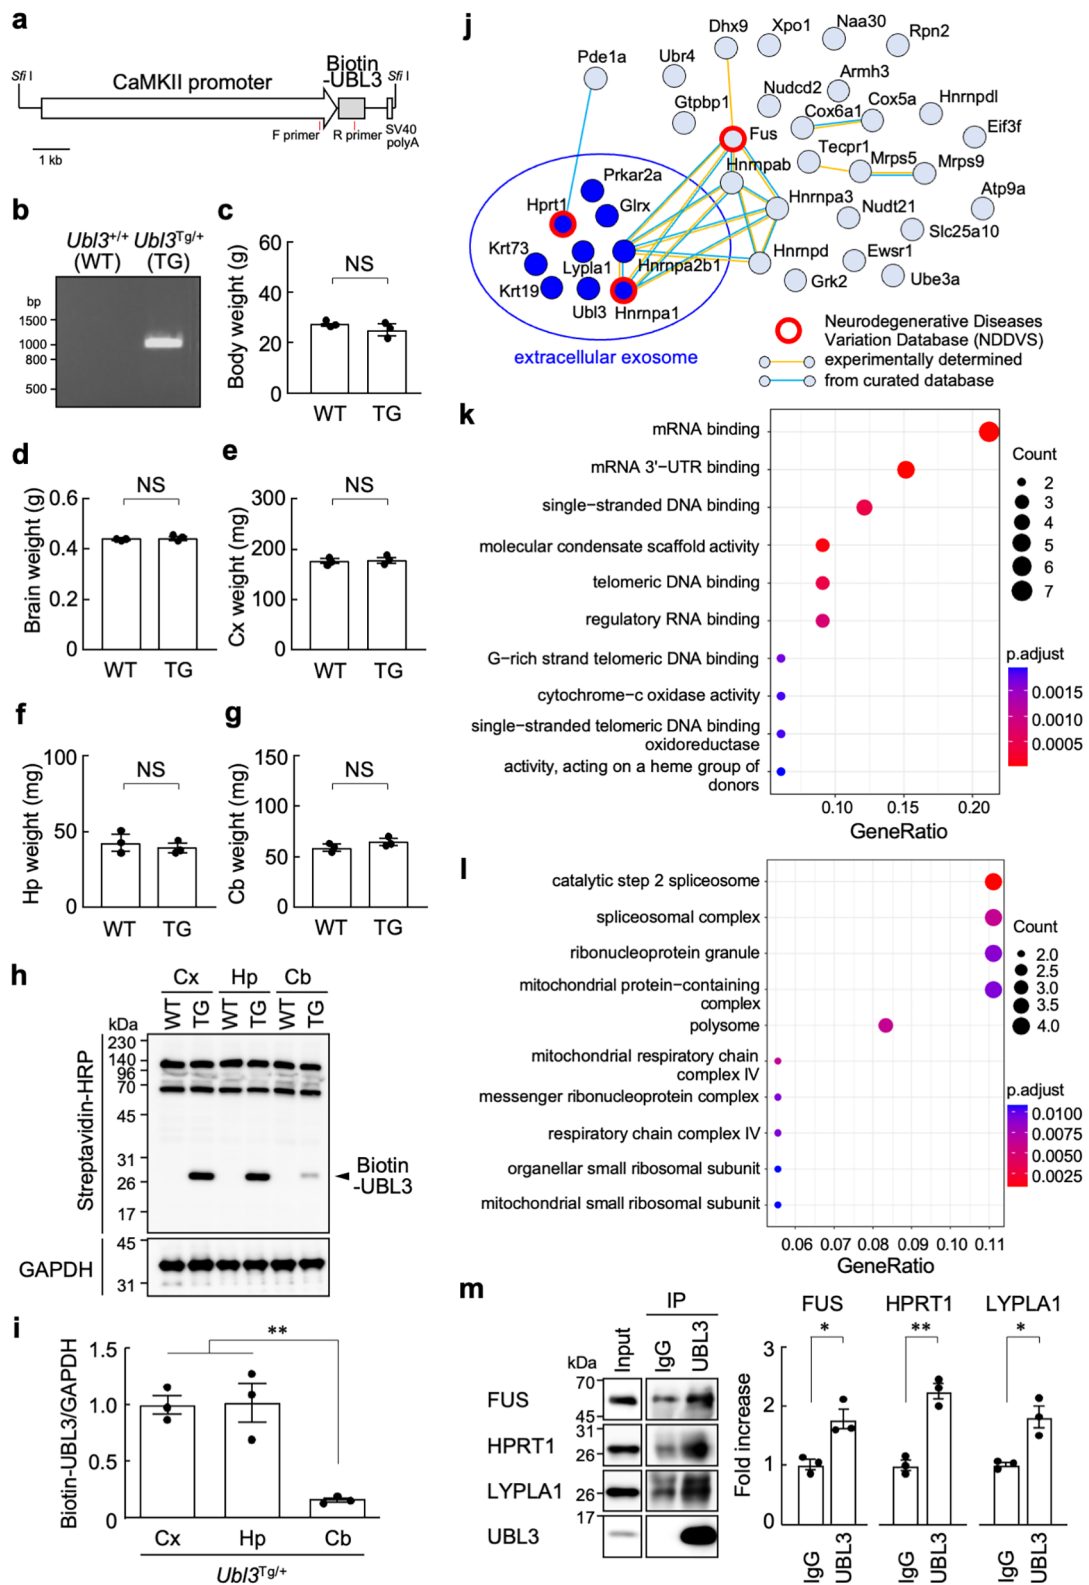 a
Sfi I
CaMKII promoter
Biotin
-UBL3
Sfi I
F primer
R primer
SV40
polyA
1 kb
b
Ubl3+/+
(WT)
Ubl3Tg/+
(TG)
bp
1500
1000
800
500
c
Body weight (g)
60
40
20
0
NS
WT
TG
d
Brain weight (g)
0.6
0.4
0.2
0
NS
WT
TG
e
Cx weight (mg)
300
200
100
0
NS
WT
TG
f
Hp weight (mg)
100
50
0
NS
WT
TG
g
Cb weight (mg)
150
100
50
0
NS
WT
TG
h
Cx
Hp
Cb
WT
TG
WT
TG
WT
TG
kDa
230
140
96
70
45
31
26
17
Streptavidin-HRP
Biotin
-UBL3
45
31
GAPDH
i
Biotin-UBL3/GAPDH
1.5
1.0
0.5
0
**
Cx
Hp
Cb
Ubl3Tg/+
j
Dhx9
Xpo1
Naa30
Rpn2
Pde1a
Ubr4
Armh3
Nudcd2
Gtpbp1
Cox6a1
Cox5a
Hnrnpdl
Fus
Eif3f
Tecpr1
Mrps5
Mrps9
Hnrnpab
Prkar2a
Hprt1
Glrx
Hnrnpa3
Atp9a
Nudt21
Slc25a10
Krt73
Lypla1
Hnrnpa2b1
Hnrnpd
Ewsr1
Krt19
Ubl3
Hnrnpa1
Grk2
Ube3a
extracellular exosome
Neurodegenerative Diseases
Variation Database (NDDVS)
experimentally determined
from curated database
k
mRNA binding
mRNA 3'−UTR binding
single−stranded DNA binding
molecular condensate scaffold activity
telomeric DNA binding
regulatory RNA binding
G−rich strand telomeric DNA binding
cytochrome−c oxidase activity
single−stranded telomeric DNA binding
oxidoreductase
activity, acting on a heme group of
donors
0.10
0.15
0.20
GeneRatio
Count
2
3
4
5
6
7
p.adjust
0.0015
0.0010
0.0005
l
catalytic step 2 spliceosome
spliceosomal complex
ribonucleoprotein granule
mitochondrial protein−containing
complex
polysome
mitochondrial respiratory chain
complex IV
messenger ribonucleoprotein complex
respiratory chain complex IV
organellar small ribosomal subunit
mitochondrial small ribosomal subunit
0.06
0.07
0.08
0.09
0.10
0.11
GeneRatio
Count
2.0
2.5
3.0
3.5
4.0
p.adjust
0.0100
0.0075
0.0050
0.0025
m
IP
kDa
Input
IgG
UBL3
FUS
70
45
HPRT1
31
26
LYPLA1
26
17
UBL3
Fold increase
3
2
1
0
FUS
*
IgG
UBL3
HPRT1
**
IgG
UBL3
LYPLA1
*
IgG
UBL3